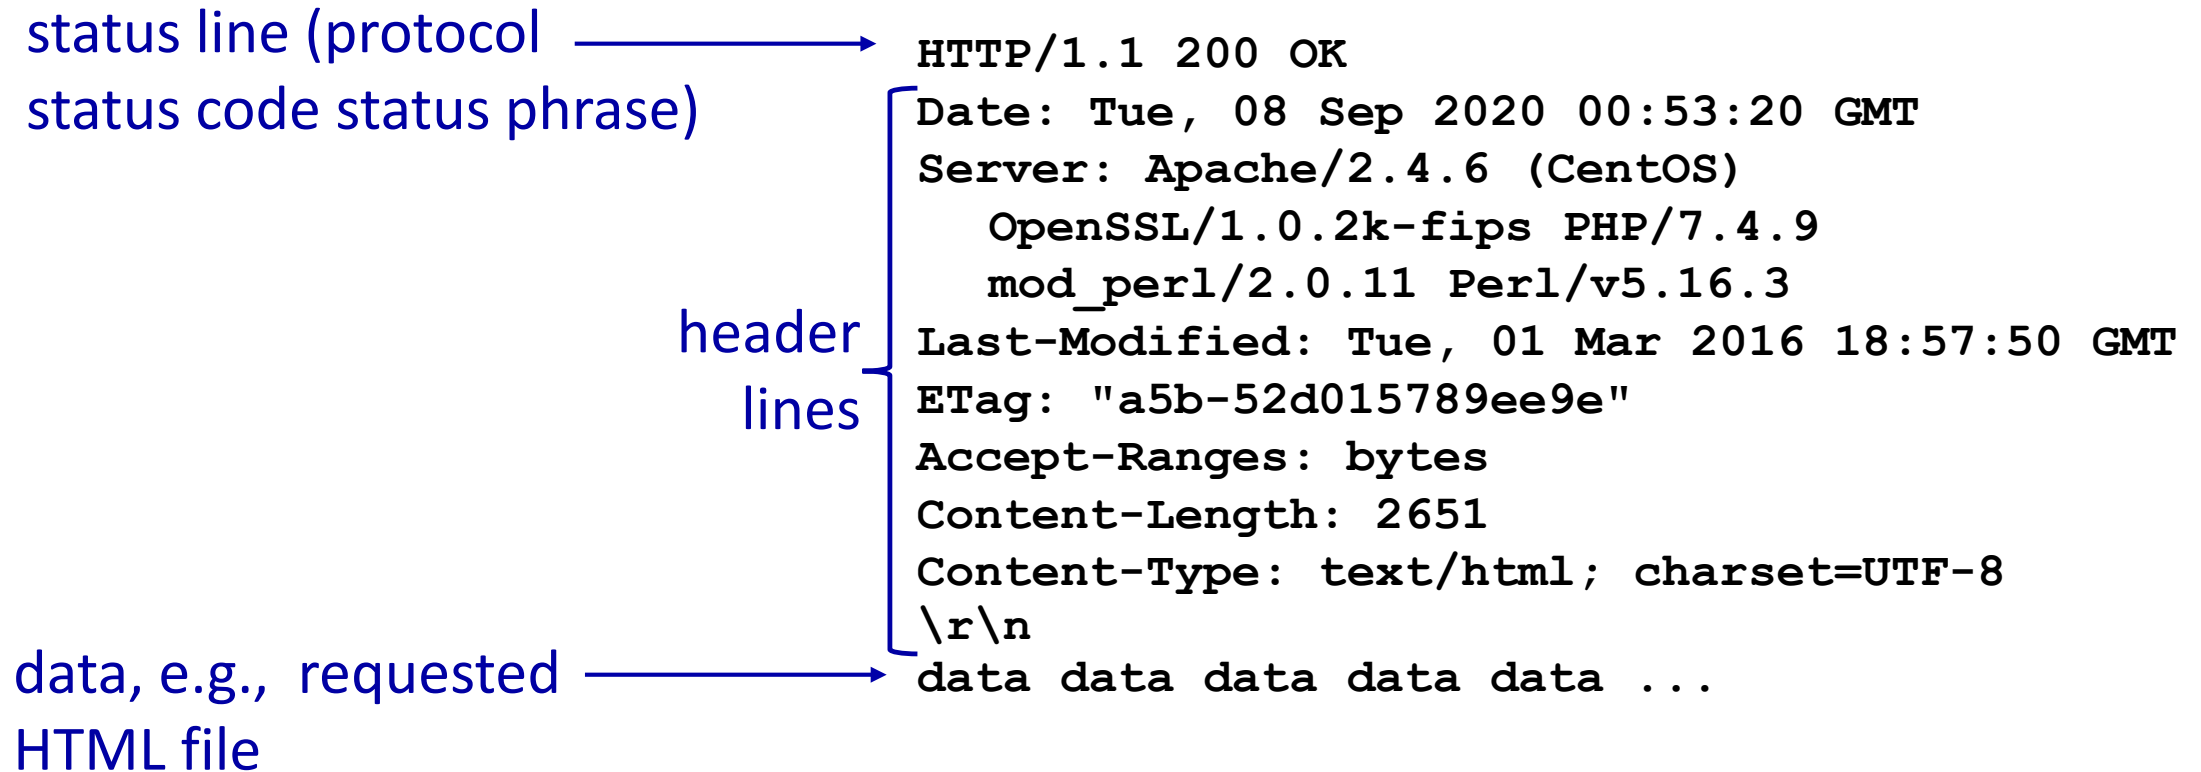 status line (protocol
status code status phrase)
HTTP/1.1 200 OK
Date: Tue, 08 Sep 2020 00:53:20 GMT
Server: Apache/2.4.6 (CentOS)
OpenSSL/1.0.2k-fips PHP/7.4.9
mod_perl/2.0.11 Perl/v5.16.3
header
lines
Last-Modified: Tue, 01 Mar 2016 18:57:50 GMT
ETag: "a5b-52d015789ee9e"
Accept-Ranges: bytes
Content-Length: 2651
Content-Type: text/html; charset=UTF-8
\r\n
data, e.g., requested
HTML file
data data data data data ...